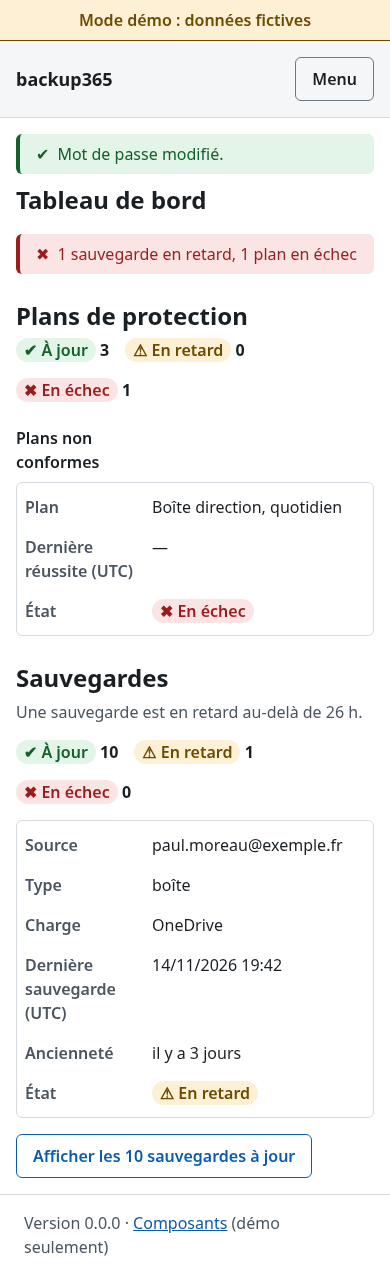 Mode démo : données fictives
backup365 Menu
✔ Mot de passe modifié.
Tableau de bord
✖ 1 sauvegarde en retard, 1 plan en échec
Plans de protection
✔ À jour 3 ⚠ En retard 0
✖ En échec 1
Plans non
conformes
Plan Boîte direction, quotidien
Dernière —
réussite (UTC)
État ✖ En échec
Sauvegardes
Une sauvegarde est en retard au-delà de 26 h.
✔ À jour 10 ⚠ En retard 1
✖ En échec 0
Source paul.moreau@exemple.fr
Type boîte
Charge OneDrive
Dernière 14/11/2026 19:42
sauvegarde
(UTC)
Ancienneté il y a 3 jours
État ⚠ En retard
Afficher les 10 sauvegardes à jour
Version 0.0.0 · Composants (démo
seulement)